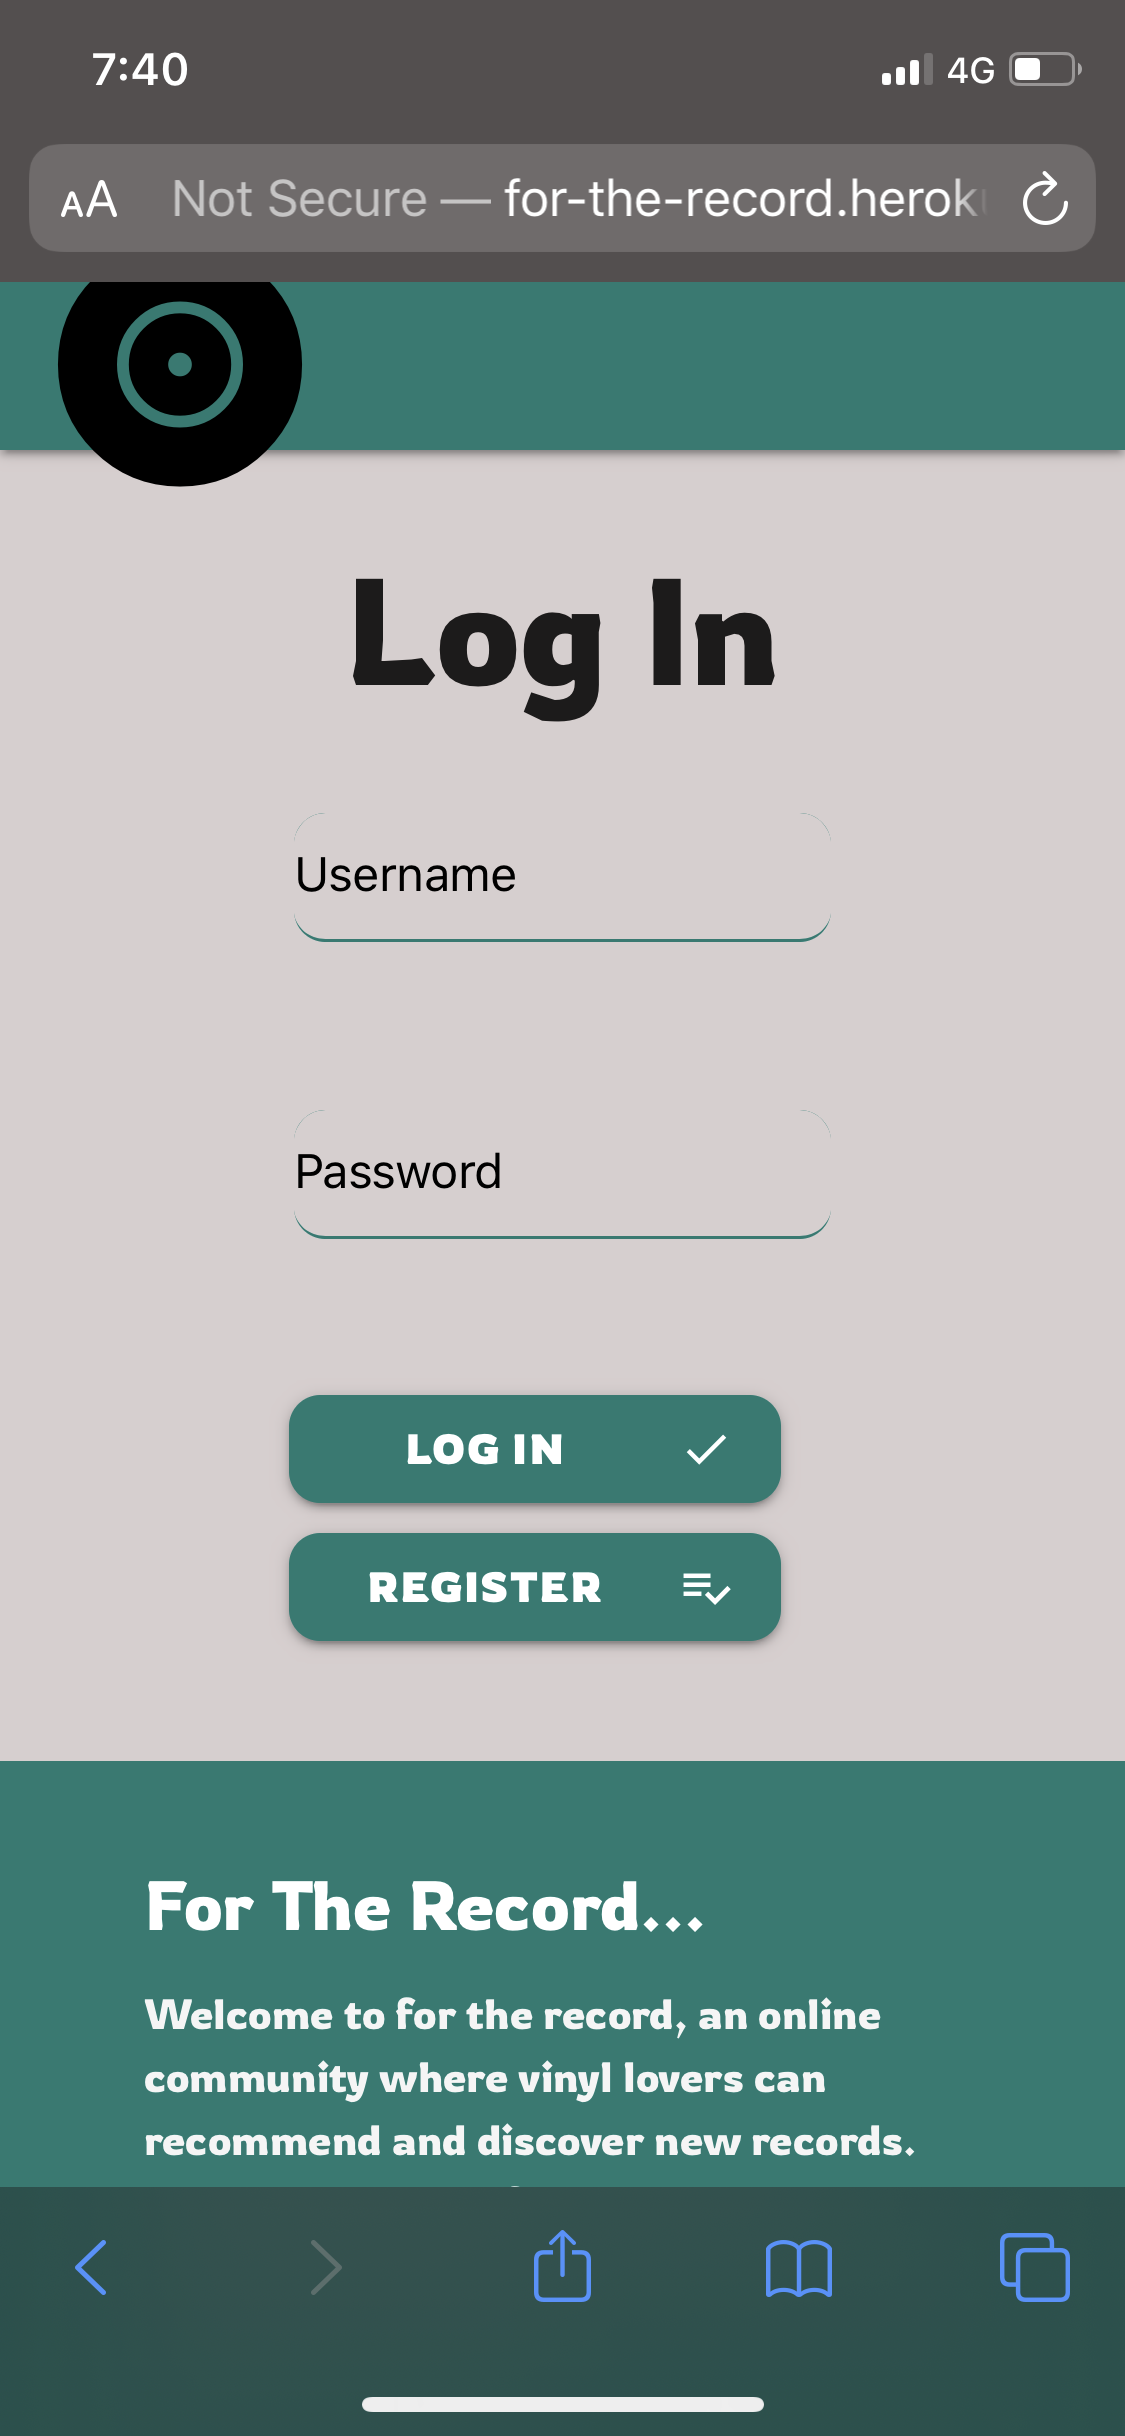 7:40
4G
AA
Not Secure — for-the-record.herok
Log In
Username
Password
LOG IN
REGISTER
For The Record...
Welcome to for the record, an online
community where vinyl lovers can
recommend and discover new records.